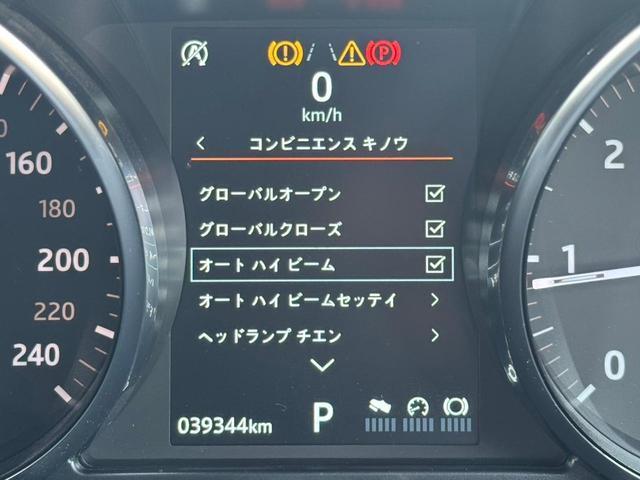 0
km/h
コンビニエンス キノウ
グローバルオープン
グローバルクローズ
オート ハイ ビーム
オート ハイ ビームセッテイ
ヘッドランプ チエン
039344km
P
160
180
200
220
240
2
1
0
P